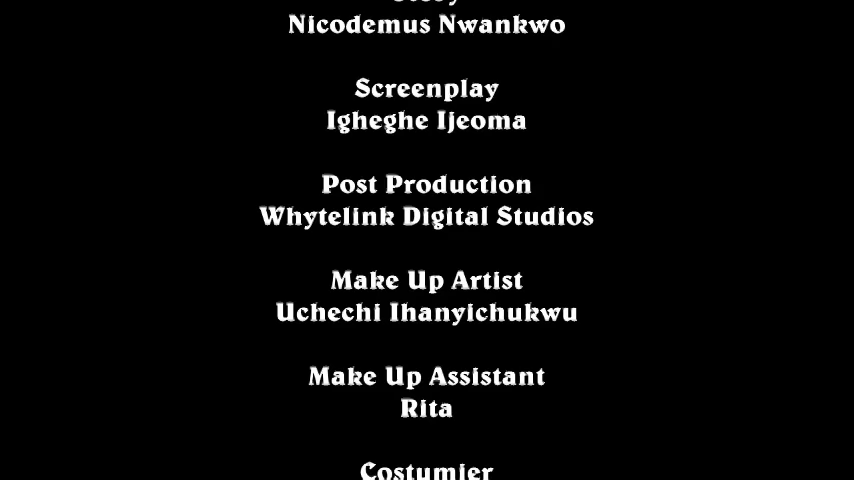 Story
Nicodemus Nwankwo
Screenplay
Igheghe Ijeoma
Post Production
Whytelink Digital Studios
Make Up Artist
Uchechi Ihanyichukwu
Make Up Assistant
Rita
Costumier